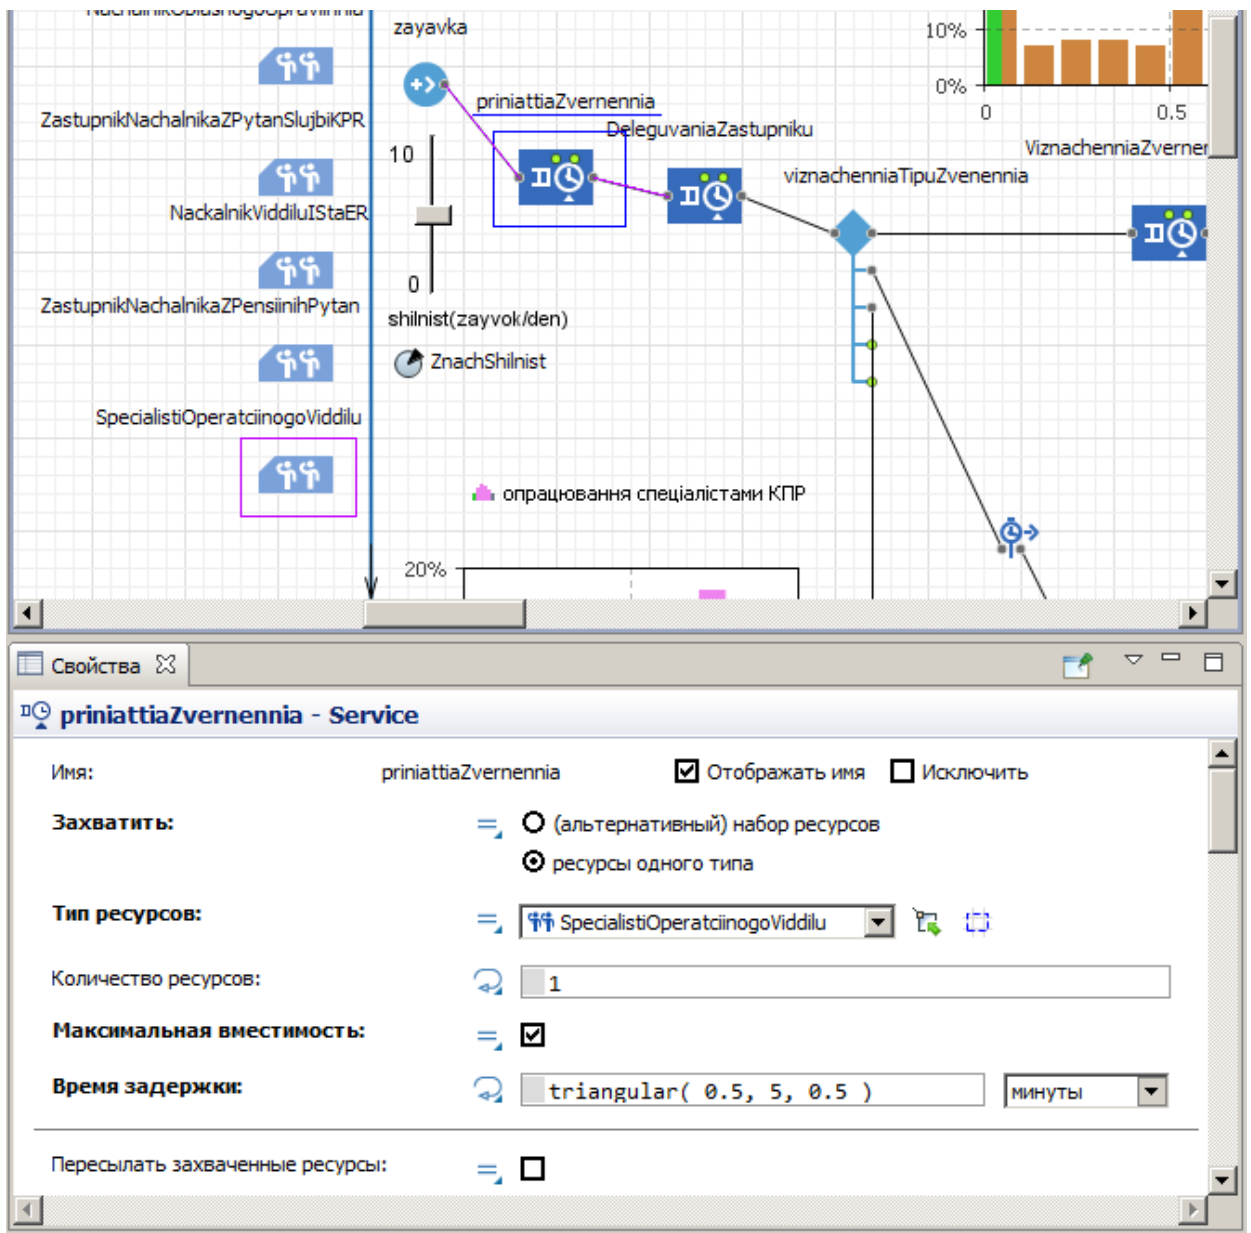 NachalnikOblasnogoUpravlinnia
zayavka
10%
0%
0
0.5
ZastupnikNachalnikaZPytanSlujbiKPR
priniattiaZvernennia
DeleguvaniaZastupniku
10
ViznachenniaZverner
viznachenniaTipuZvenennia
NackalnikViddiluIStaER
0
ZastupnikNachalnikaZPensiinihPytan
shilnist(zayvok/den)
ZnachShilnist
SpecialistiOperatciinogoViddilu
опрацювання спеціалістами КПР
20%
Свойства
priniattiaZvernennia - Service
Имя: priniattiaZvernennia Отображать имя Исключить
Захватить: (альтернативный) набор ресурсов
ресурсы одного типа
Тип ресурсов: SpecialistiOperatciinogoViddilu
Количество ресурсов: 1
Максимальная вместимость:
Время задержки: triangular( 0.5, 5, 0.5 ) минуты
Пересылать захваченные ресурсы: